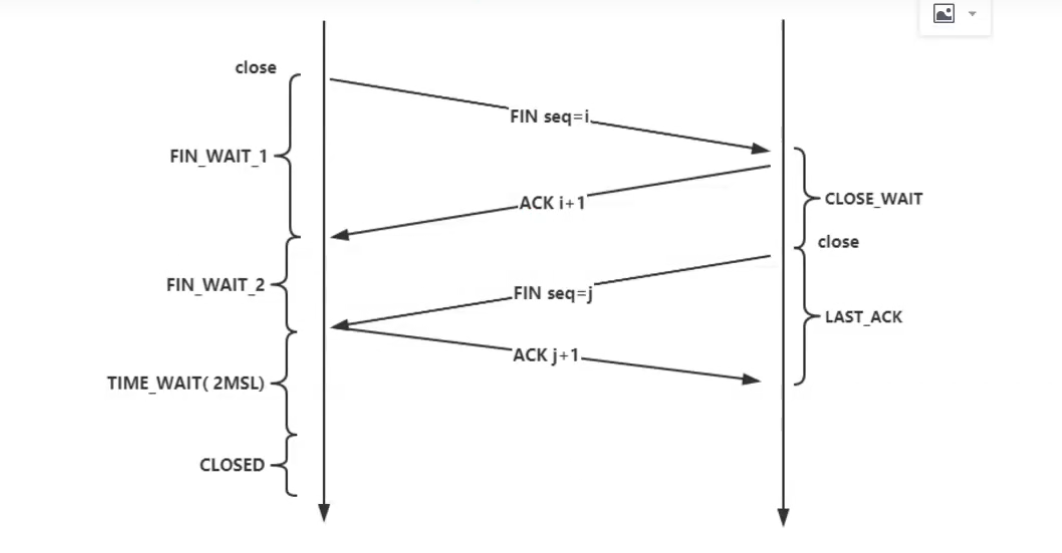 close
FIN seq=i
FIN_WAIT_1
CLOSE_WAIT
ACK i+1
close
FIN_WAIT_2
FIN seq=j
LAST_ACK
ACK j+1
TIME_WAIT( 2MSL)
CLOSED